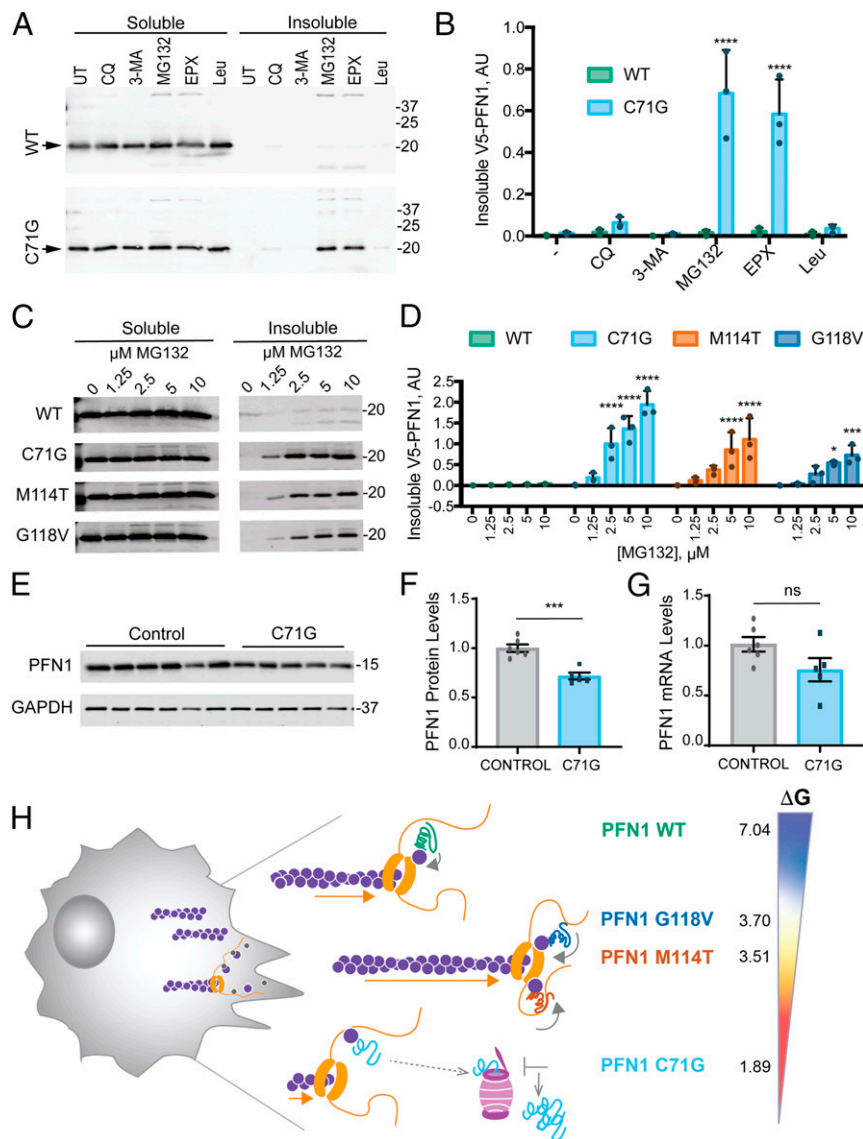 A
Soluble Insoluble
UT CQ 3-MA MG132 EPX Leu UT CQ 3-MA MG132 EPX Leu
WT
-37
-25
-20
C71G
-37
-25
-20
B
Insoluble V5-PFN1, AU
1.0
0.8
0.6
0.4
0.2
0.0
WT
C71G
****
****
- CQ 3-MA MG132 EPX Leu
C
Soluble Insoluble
µM MG132 µM MG132
0 1.25 2.5 5 10 0 1.25 2.5 5 10
WT -20
C71G -20
M114T -20
G118V -20
D
WT C71G M114T G118V
Insoluble V5-PFN1, AU
2.5
2.0
1.5
1.0
0.5
0.0
-0.5
**** **** **** **** **** * ***
0 1.25 2.5 5 10 0 1.25 2.5 5 10 0 1.25 2.5 5 10 0 1.25 2.5 5 10
[MG132], µM
E
Control C71G
PFN1 -15
GAPDH -37
F
PFN1 Protein Levels
1.5
1.0
0.5
0.0
***
CONTROL C71G
G
PFN1 mRNA Levels
1.5
1.0
0.5
0.0
ns
CONTROL C71G
H
ΔG
PFN1 WT 7.04
PFN1 G118V 3.70
PFN1 M114T 3.51
PFN1 C71G 1.89